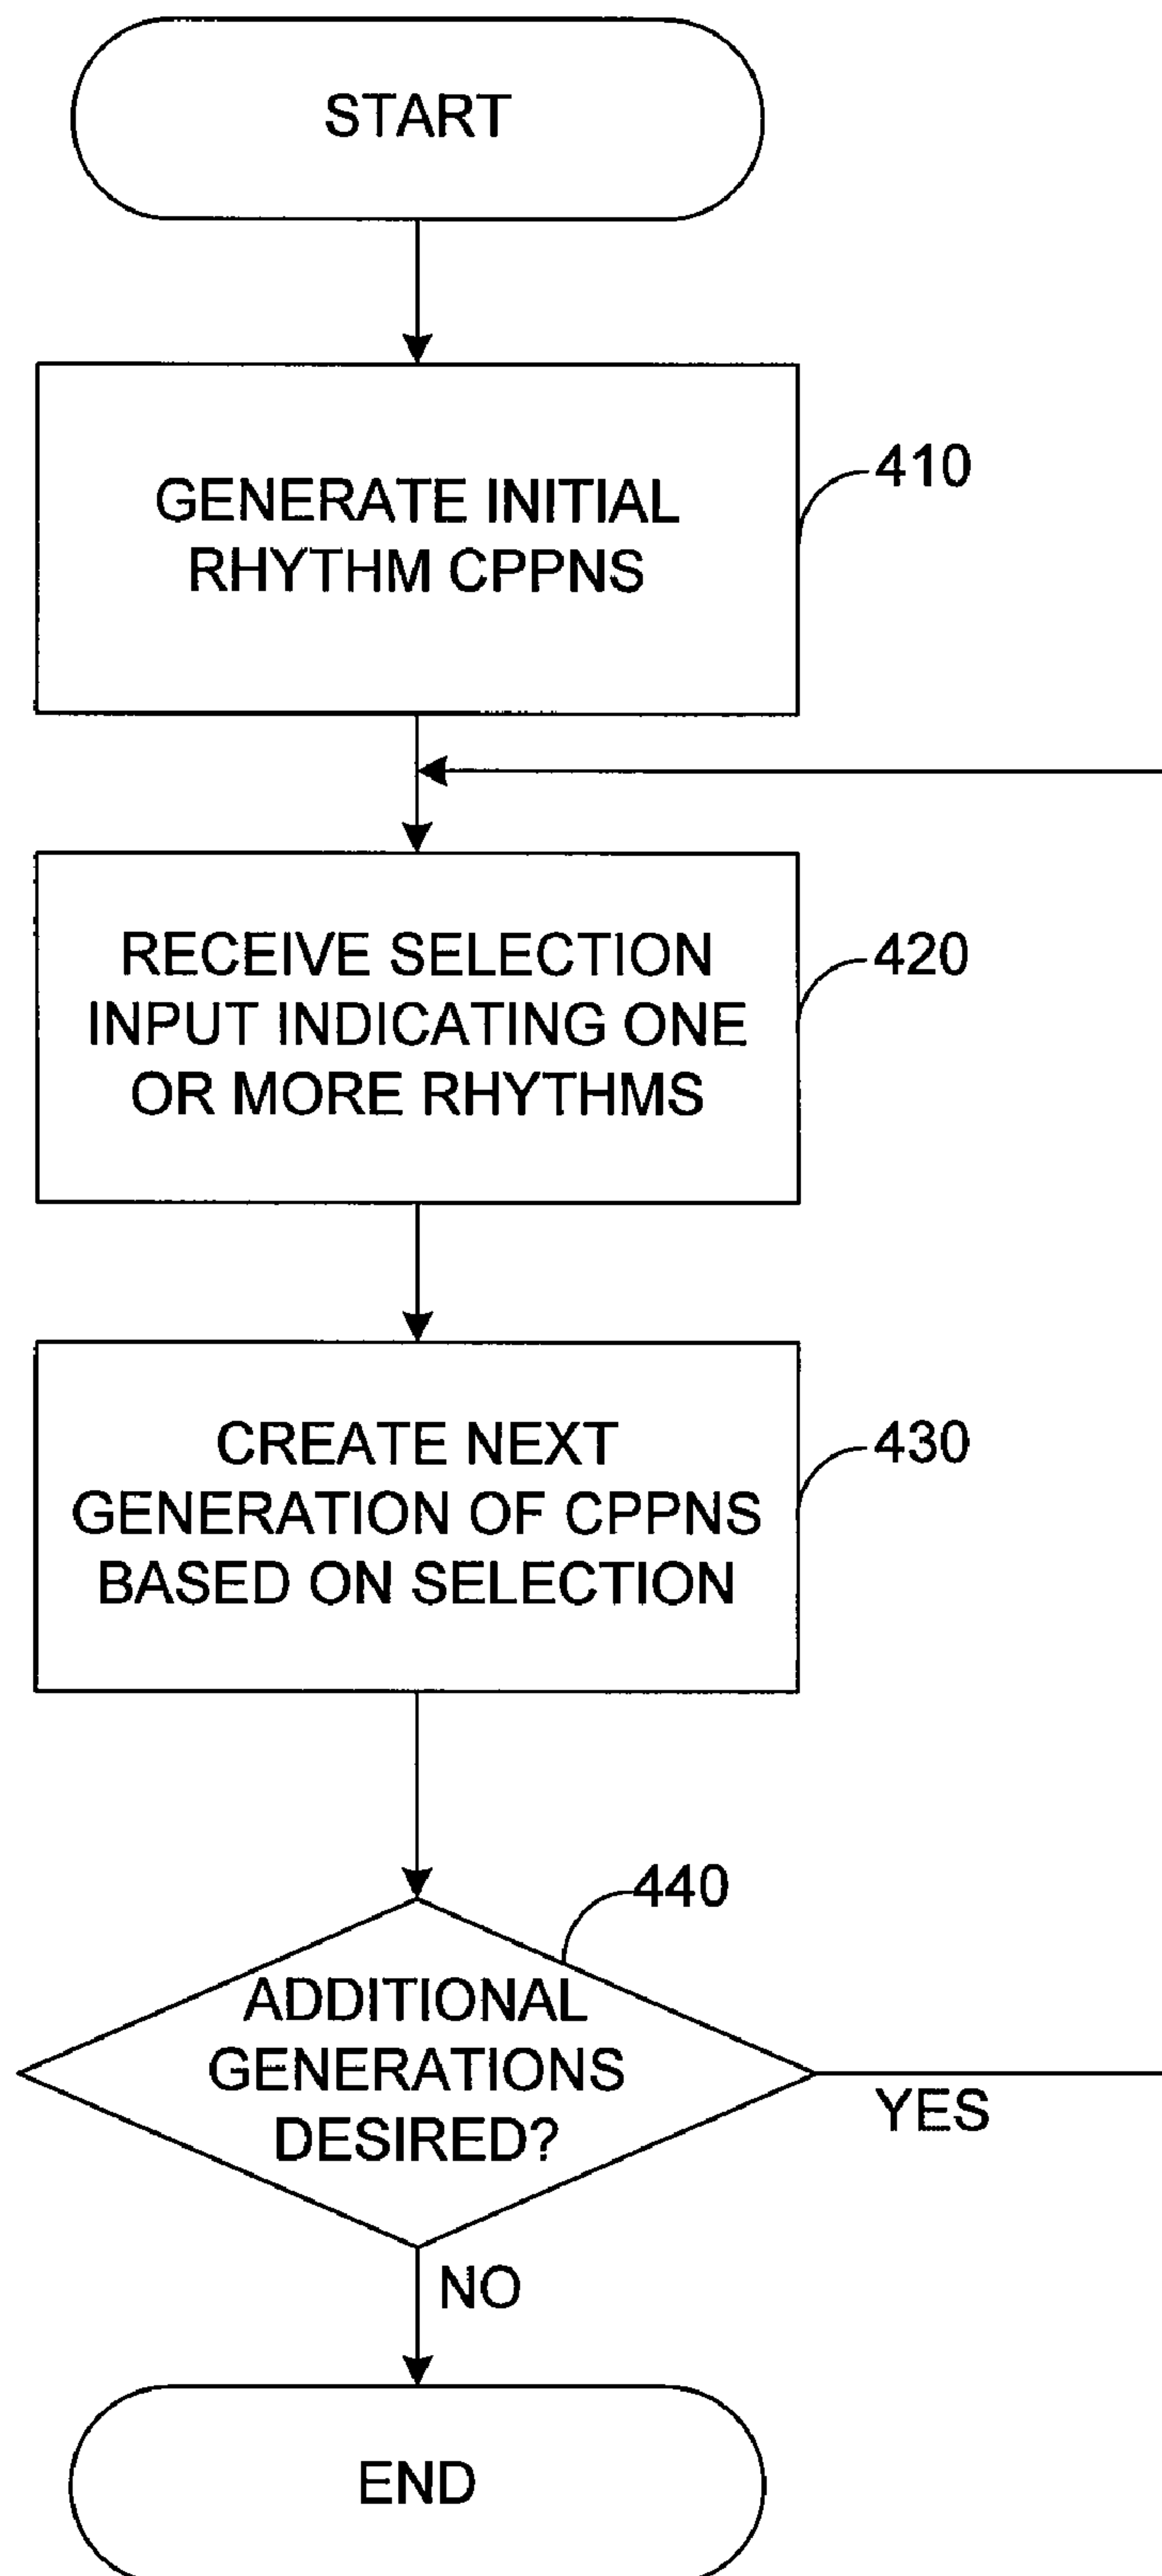 START
GENERATE INITIAL
RHYTHM CPPNS
410
RECEIVE SELECTION
INPUT INDICATING ONE
OR MORE RHYTHMS
420
CREATE NEXT
GENERATION OF CPPNS
BASED ON SELECTION
430
440
ADDITIONAL
GENERATIONS
DESIRED?
YES
NO
END